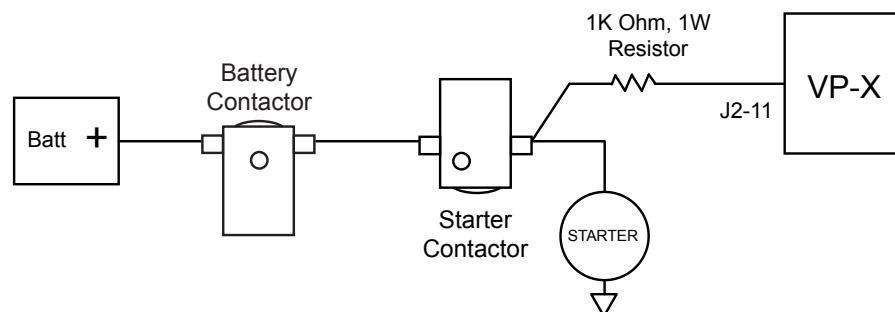 1K Ohm, 1W
Resistor
Battery
Contactor
VP-X
J2-11
Batt +
Starter
Contactor
STARTER